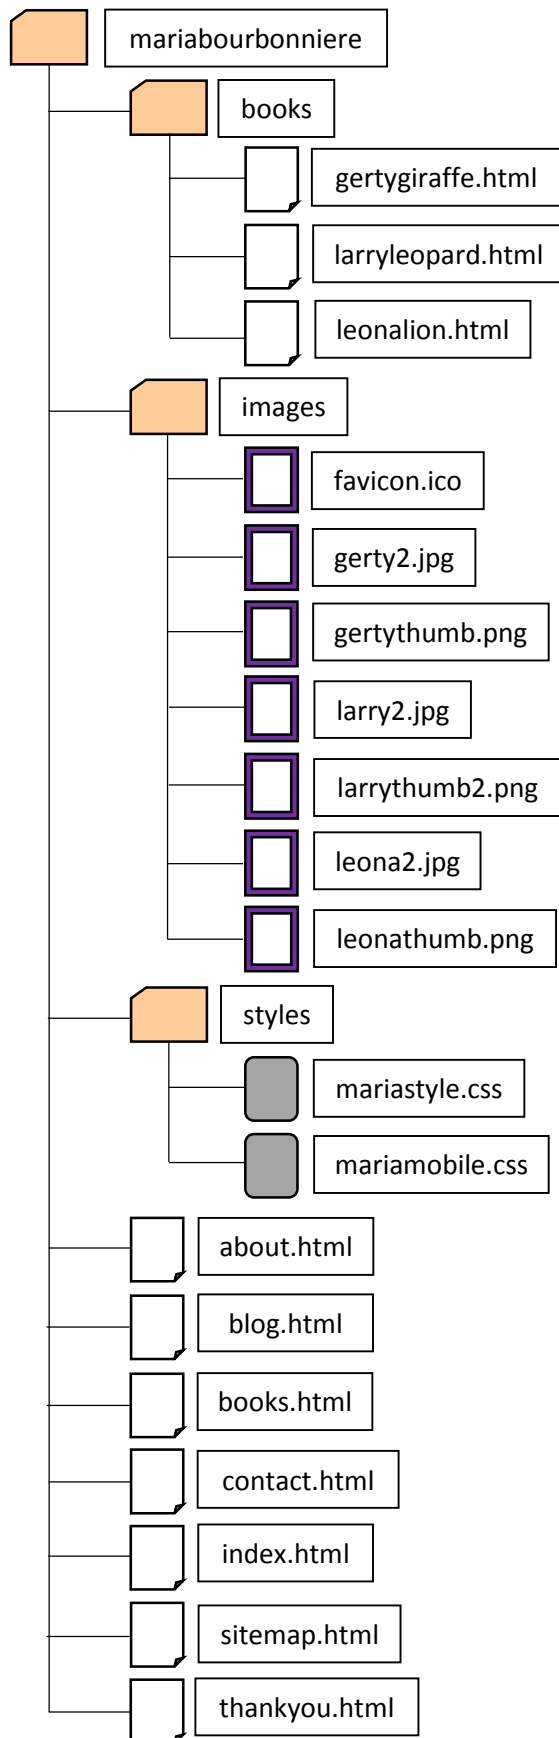 mariabourbonniere
books
gertygiraffe.html
larryleopard.html
leonalion.html
images
favicon.ico
gerty2.jpg
gertythumb.png
larry2.jpg
larrythumb2.png
leona2.jpg
leonathumb.png
styles
mariastyle.css
mariamobile.css
about.html
blog.html
books.html
contact.html
index.html
sitemap.html
thankyou.html